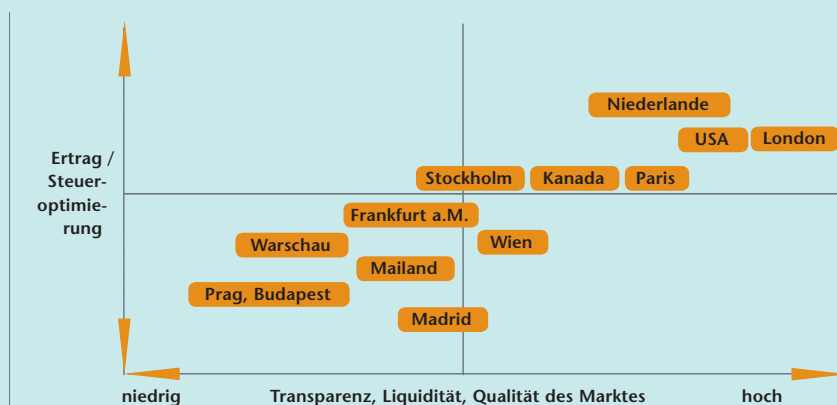 Niederlande
USA
London
Ertrag /
Steuer-
optimie-
rung
Stockholm
Kanada
Paris
Frankfurt a.M.
Warschau
Wien
Mailand
Prag, Budapest
Madrid
niedrig
Transparenz, Liquidität, Qualität des Marktes
hoch